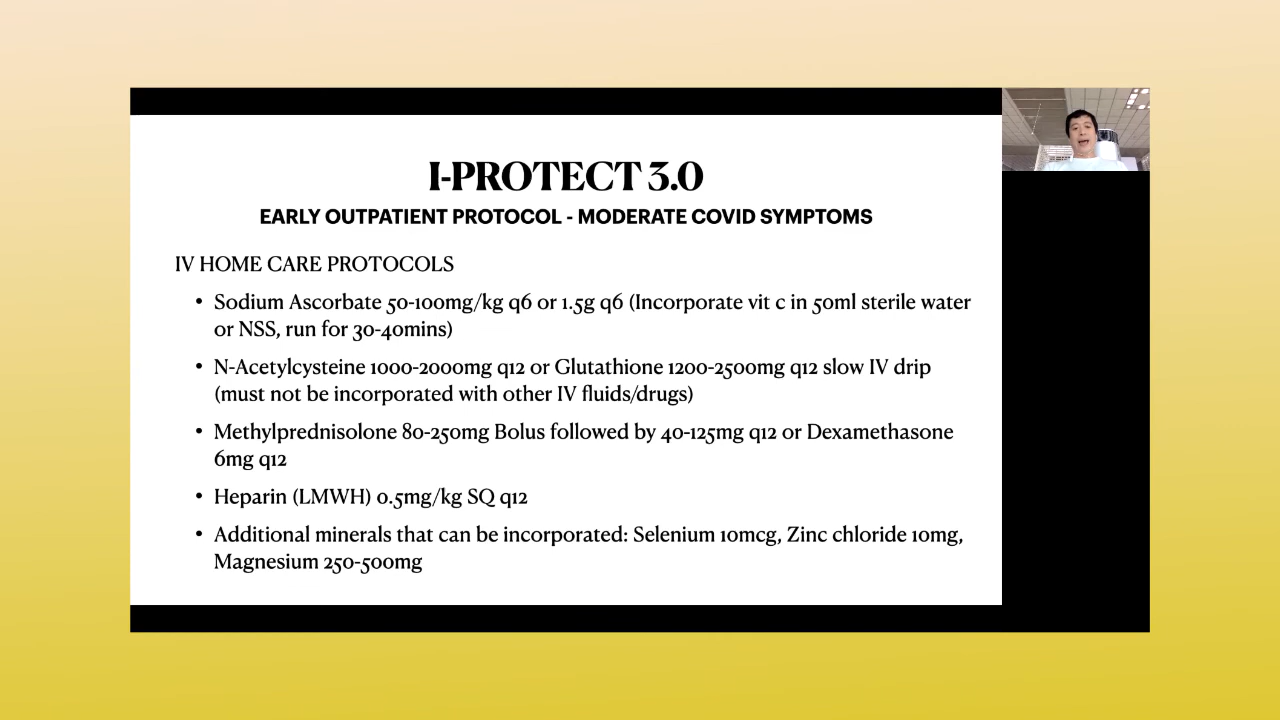 I-PROTECT 3.0
EARLY OUTPATIENT PROTOCOL - MODERATE COVID SYMPTOMS
IV HOME CARE PROTOCOLS
• Sodium Ascorbate 50-100mg/kg q6 or 1.5g q6 (Incorporate vit c in 50ml sterile water
or NSS, run for 30-40mins)
• N-Acetylcysteine 1000-2000mg q12 or Glutathione 1200-2500mg q12 slow IV drip
(must not be incorporated with other IV fluids/drugs)
• Methylprednisolone 80-250mg Bolus followed by 40-125mg q12 or Dexamethasone
6mg q12
• Heparin (LMWH) 0.5mg/kg SQ q12
• Additional minerals that can be incorporated: Selenium 10mcg, Zinc chloride 10mg,
Magnesium 250-500mg